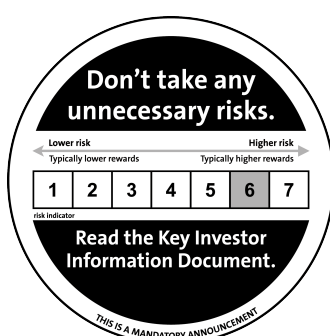 Don't take any
unnecessary risks.
Lower risk Higher risk
Typically lower rewards Typically higher rewards
1 2 3 4 5 6 7
risk indicator
Read the Key Investor
Information Document.
THIS IS A MANDATORY ANNOUNCEMENT